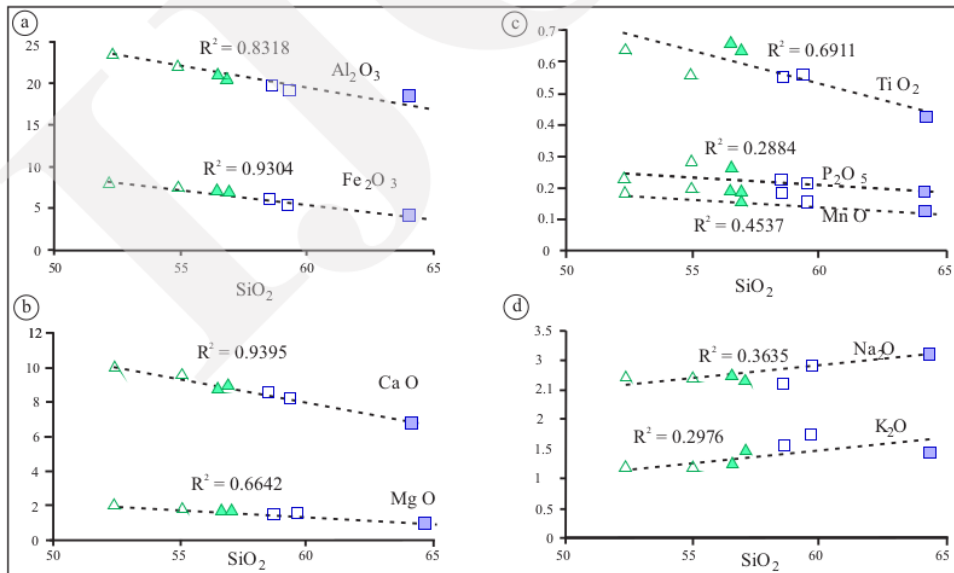 a
25
20
15
10
5
0
R² = 0.8318
Al₂O₃
R² = 0.9304
Fe₂O₃
50 55 60 65
SiO₂
c
0.7
0.6
0.5
0.4
0.3
0.2
0.1
0
R² = 0.6911
Ti O₂
R² = 0.2884
P₂O₅
Mn O
R² = 0.4537
50 55 60 65
SiO₂
b
12
10
8
6
4
2
0
R² = 0.9395
Ca O
R² = 0.6642
Mg O
50 55 60 65
SiO₂
d
3.5
3
2.1
2
1.5
1
0.5
0
R² = 0.3635
Na₂O
R² = 0.2976
K₂O
50 55 60 65
SiO₂